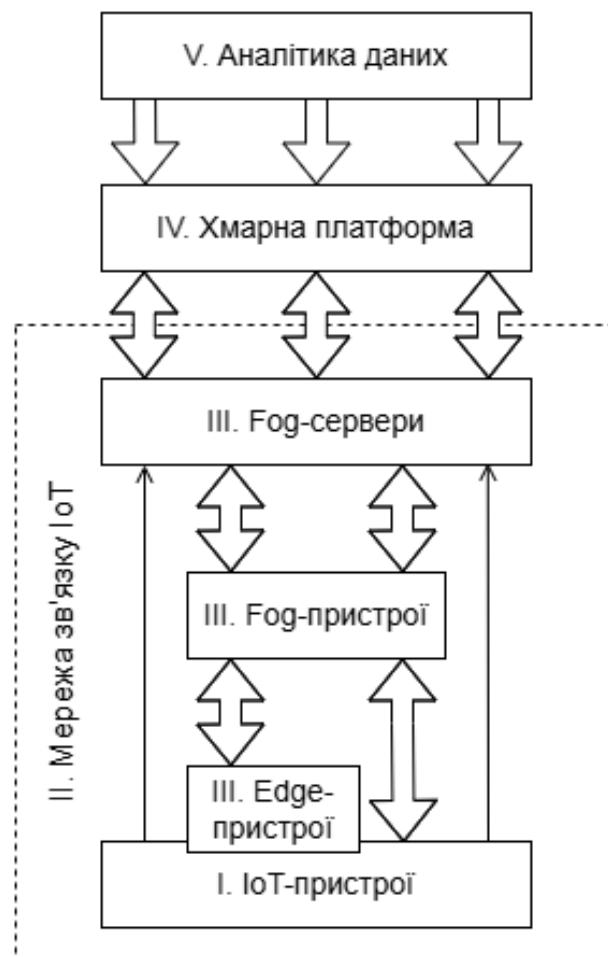 V. Аналітика даних
IV. Хмарна платформа
III. Fog-сервери
II. Мережа зв'язку IoT
III. Fog-пристрої
III. Edge-
пристрої
I. IoT-пристрої